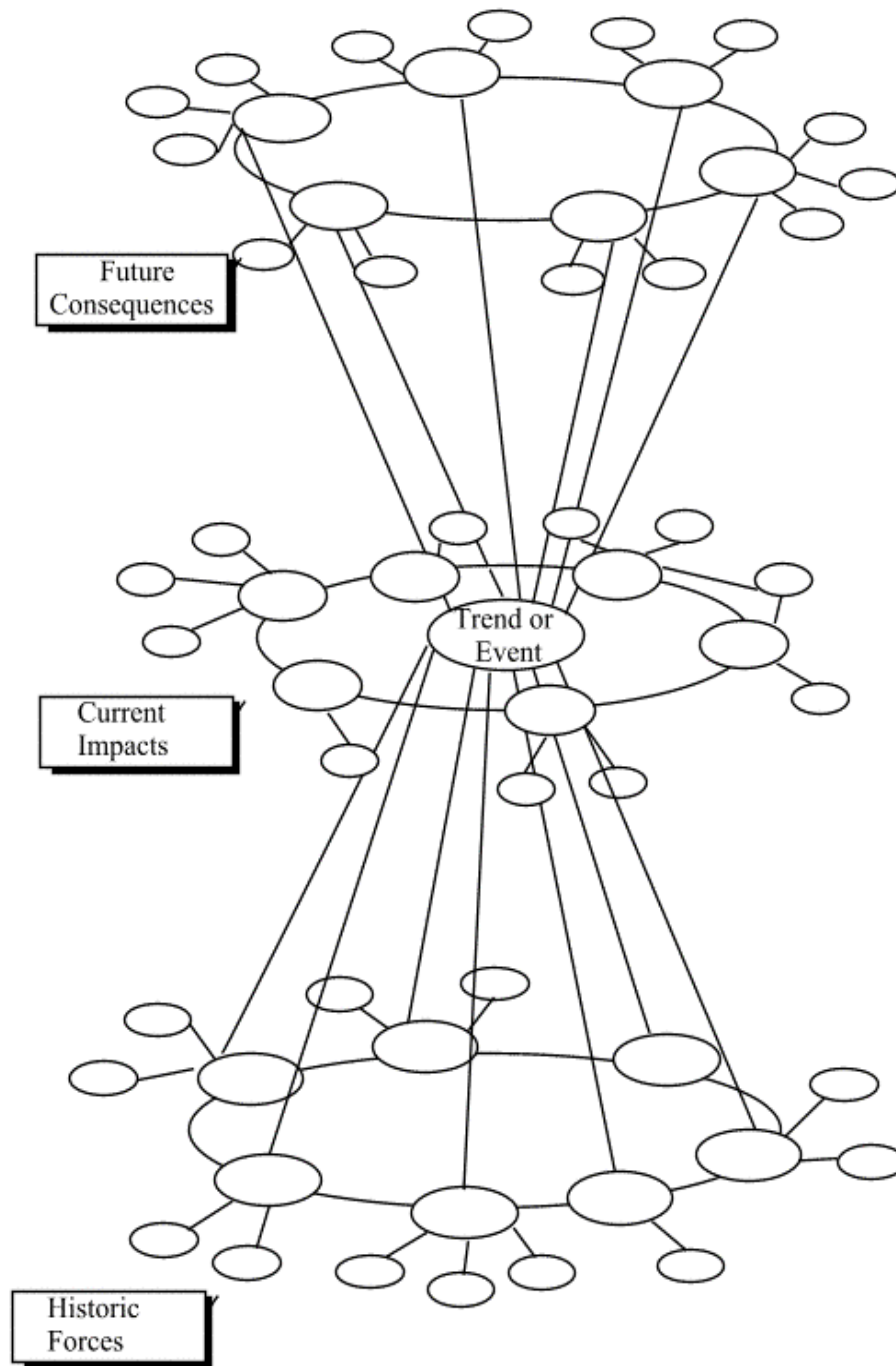 Future
Consequences
Trend or
Event
Current
Impacts
Historic
Forces